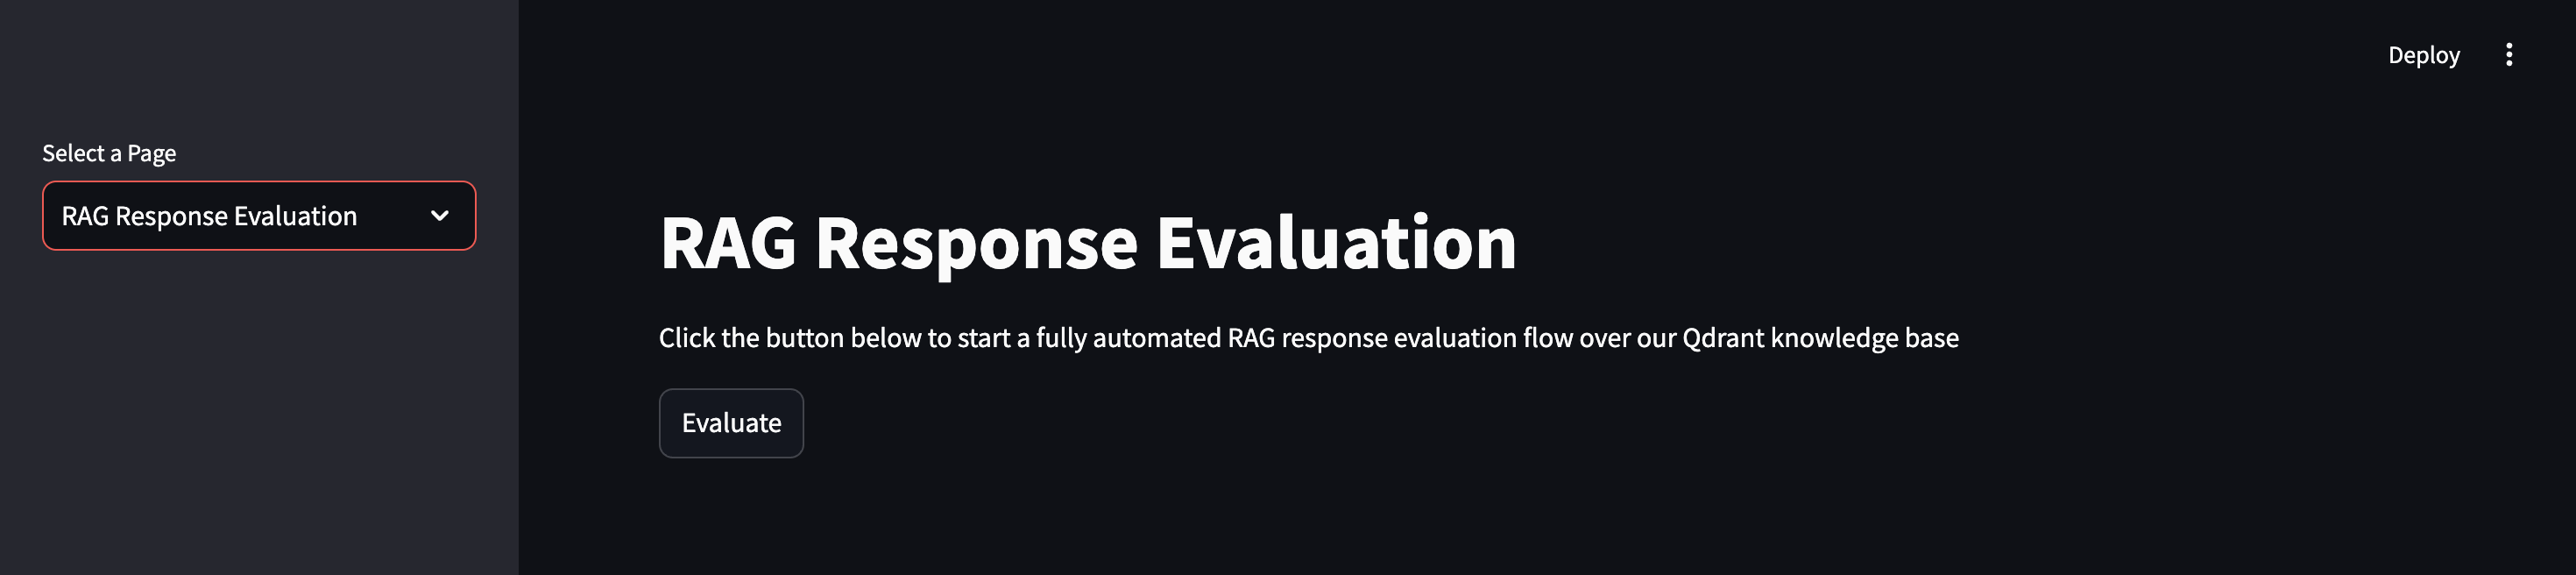 Deploy
Select a Page
RAG Response Evaluation
RAG Response Evaluation
Click the button below to start a fully automated RAG response evaluation flow over our Qdrant knowledge base
Evaluate